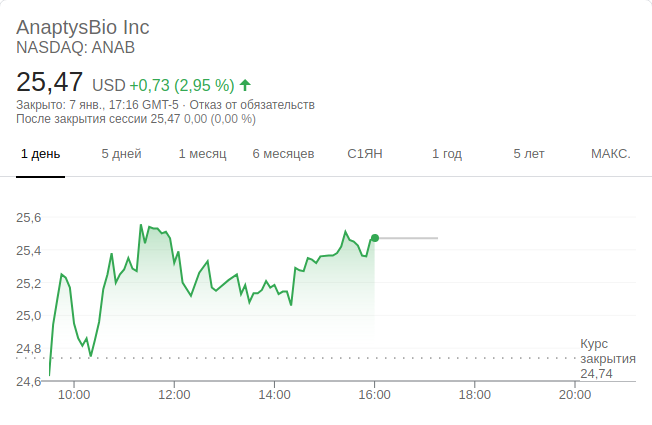 AnaptysBio Inc
NASDAQ: ANAB
25,47 USD +0,73 (2,95 %)
Закрыто: 7 янв., 17:16 GMT-5 · Отказ от обязательств
После закрытия сессии 25,47 0,00 (0,00 %)
1 день 5 дней 1 месяц 6 месяцев С1ЯН 1 год 5 лет МАКС.
25,6
25,4
25,2
25,0
24,8
24,6
Курс
закрытия
24,74
10:00 12:00 14:00 16:00 18:00 20:00